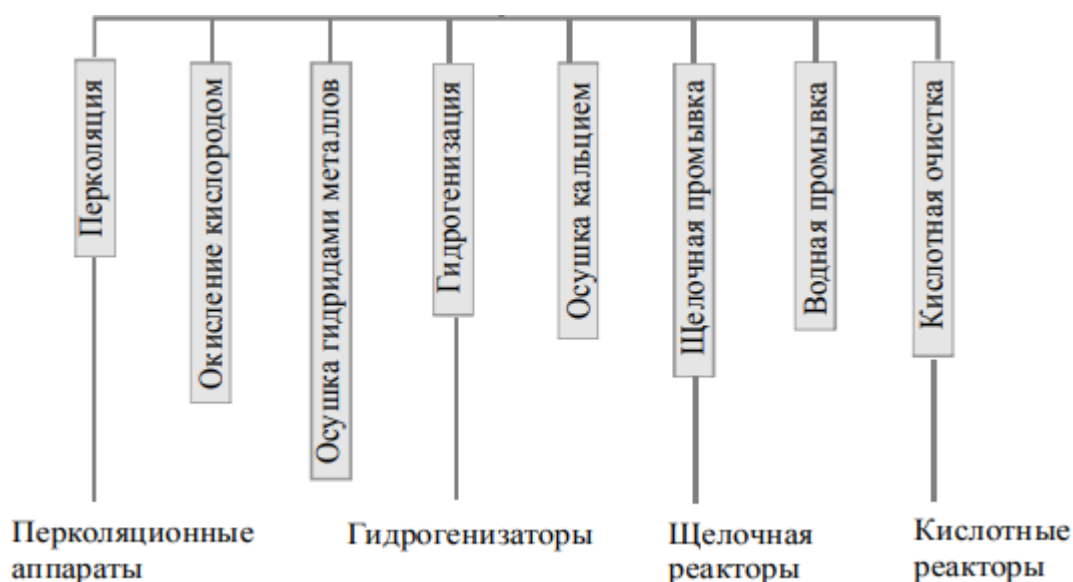 Перколяция
Окисление кислородом
Осушка гидридами металлов
Гидрогенизация
Осушка кальцием
Щелочная промывка
Водная промывка
Кислотная очистка
Перколяционные
аппараты
Гидрогенизаторы
Щелочная
реакторы
Кислотные
реакторы